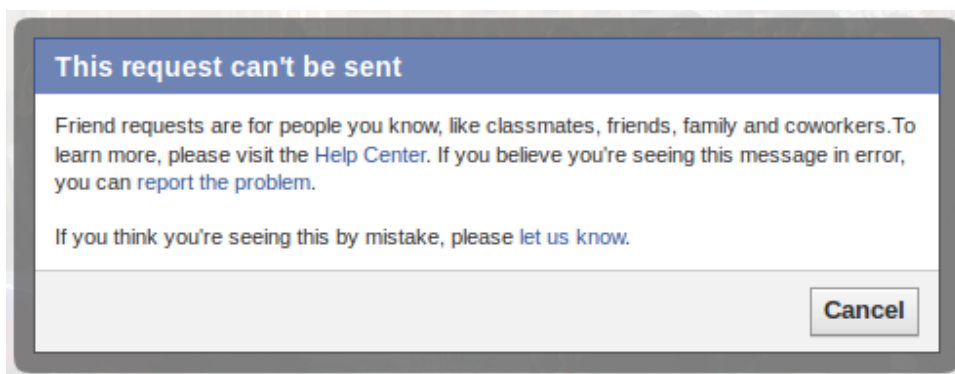 This request can't be sent
Friend requests are for people you know, like classmates, friends, family and coworkers.To
learn more, please visit the Help Center. If you believe you're seeing this message in error,
you can report the problem.
If you think you're seeing this by mistake, please let us know.
Cancel